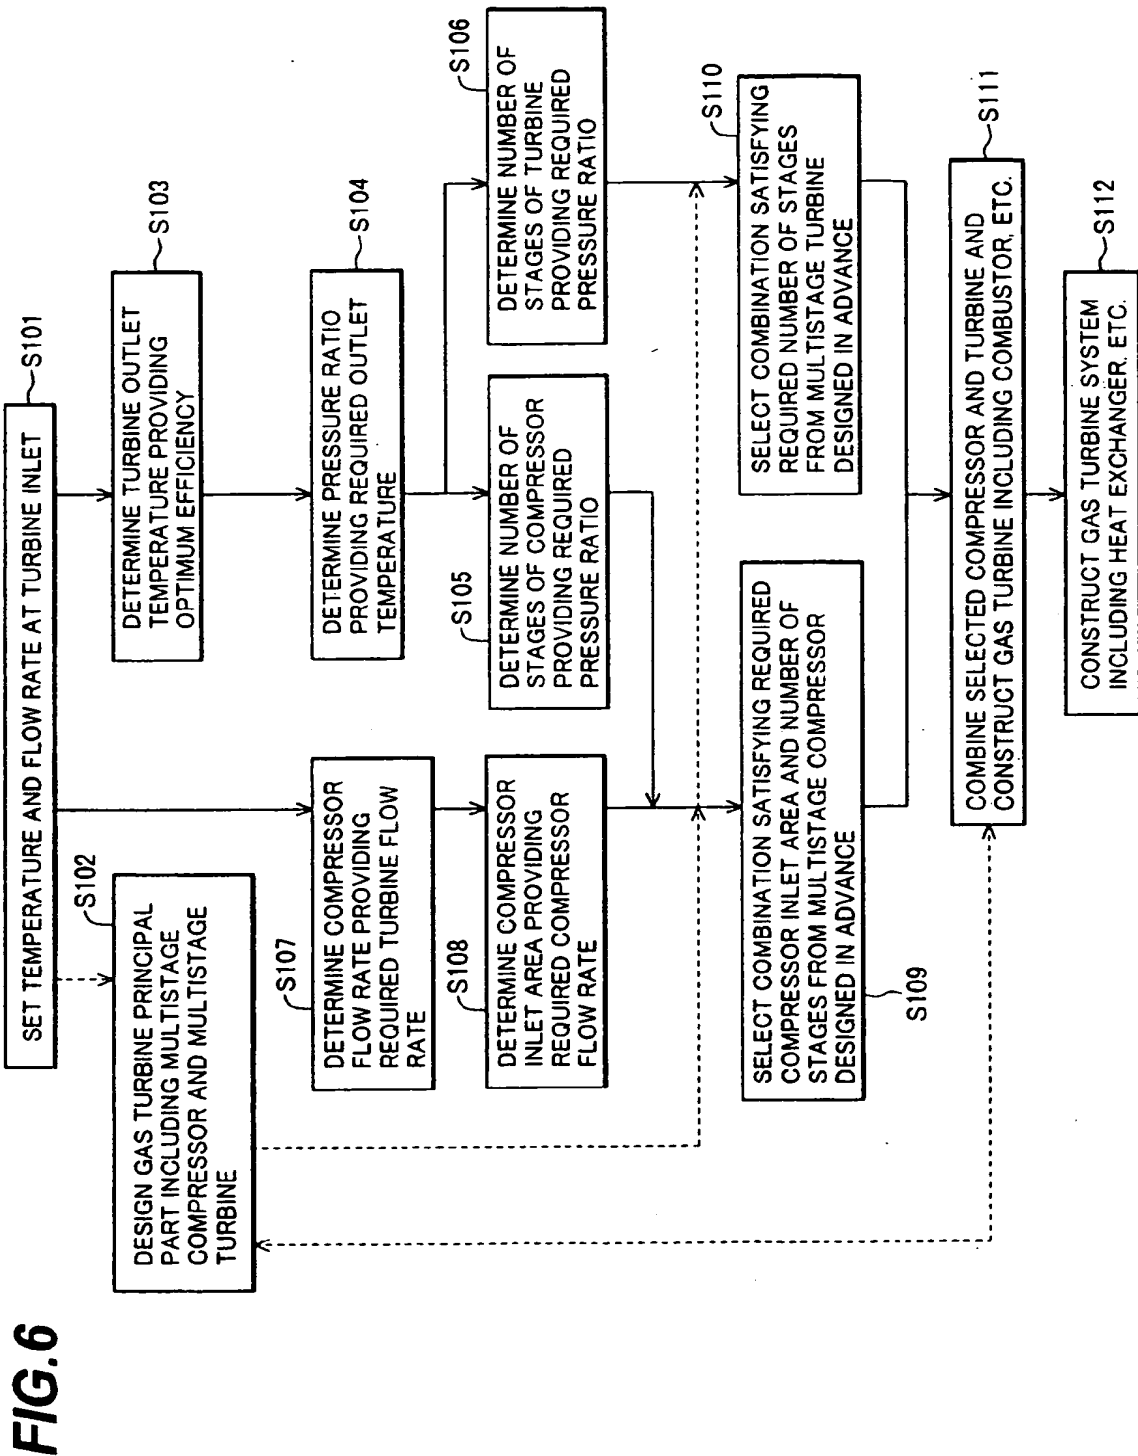 FIG.6
SET TEMPERATURE AND FLOW RATE AT TURBINE INLET
S101
S102
DESIGN GAS TURBINE PRINCIPAL
PART INCLUDING MULTISTAGE
COMPRESSOR AND MULTISTAGE
TURBINE
DETERMINE TURBINE OUTLET
TEMPERATURE PROVIDING
OPTIMUM EFFICIENCY
S103
DETERMINE PRESSURE RATIO
PROVIDING REQUIRED OUTLET
TEMPERATURE
S104
S107
DETERMINE COMPRESSOR
FLOW RATE PROVIDING
REQUIRED TURBINE FLOW
RATE
S108
DETERMINE COMPRESSOR
INLET AREA PROVIDING
REQUIRED COMPRESSOR
FLOW RATE
S105
DETERMINE NUMBER OF
STAGES OF COMPRESSOR
PROVIDING REQUIRED
PRESSURE RATIO
S106
DETERMINE NUMBER OF
STAGES OF TURBINE
PROVIDING REQUIRED
PRESSURE RATIO
SELECT COMBINATION SATISFYING REQUIRED
COMPRESSOR INLET AREA AND NUMBER OF
STAGES FROM MULTISTAGE COMPRESSOR
DESIGNED IN ADVANCE
S109
S110
SELECT COMBINATION SATISFYING
REQUIRED NUMBER OF STAGES
FROM MULTISTAGE TURBINE
DESIGNED IN ADVANCE
COMBINE SELECTED COMPRESSOR AND TURBINE AND
CONSTRUCT GAS TURBINE INCLUDING COMBUSTOR, ETC.
S111
CONSTRUCT GAS TURBINE SYSTEM
INCLUDING HEAT EXCHANGER, ETC.
S112